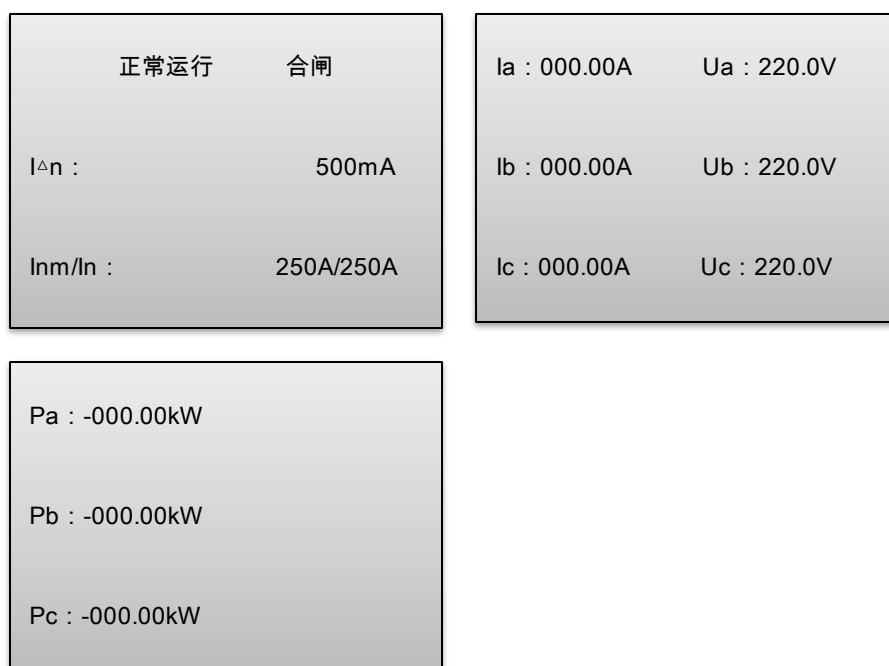 正常运行 合闸
I△n： 500mA
Inm/In： 250A/250A
Ia：000.00A Ua：220.0V
Ib：000.00A Ub：220.0V
Ic：000.00A Uc：220.0V
Pa：-000.00kW
Pb：-000.00kW
Pc：-000.00kW